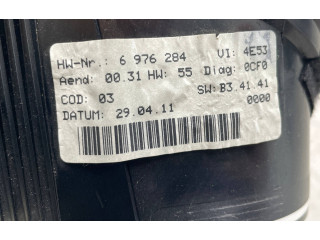 HW-Nr.: 6 976 284 VI: 4E53
Aend: 00.31 HW: 55 Diag: 0CF0
COD: 03 SW: B3.41.41
DATUM: 29.04.11 0000